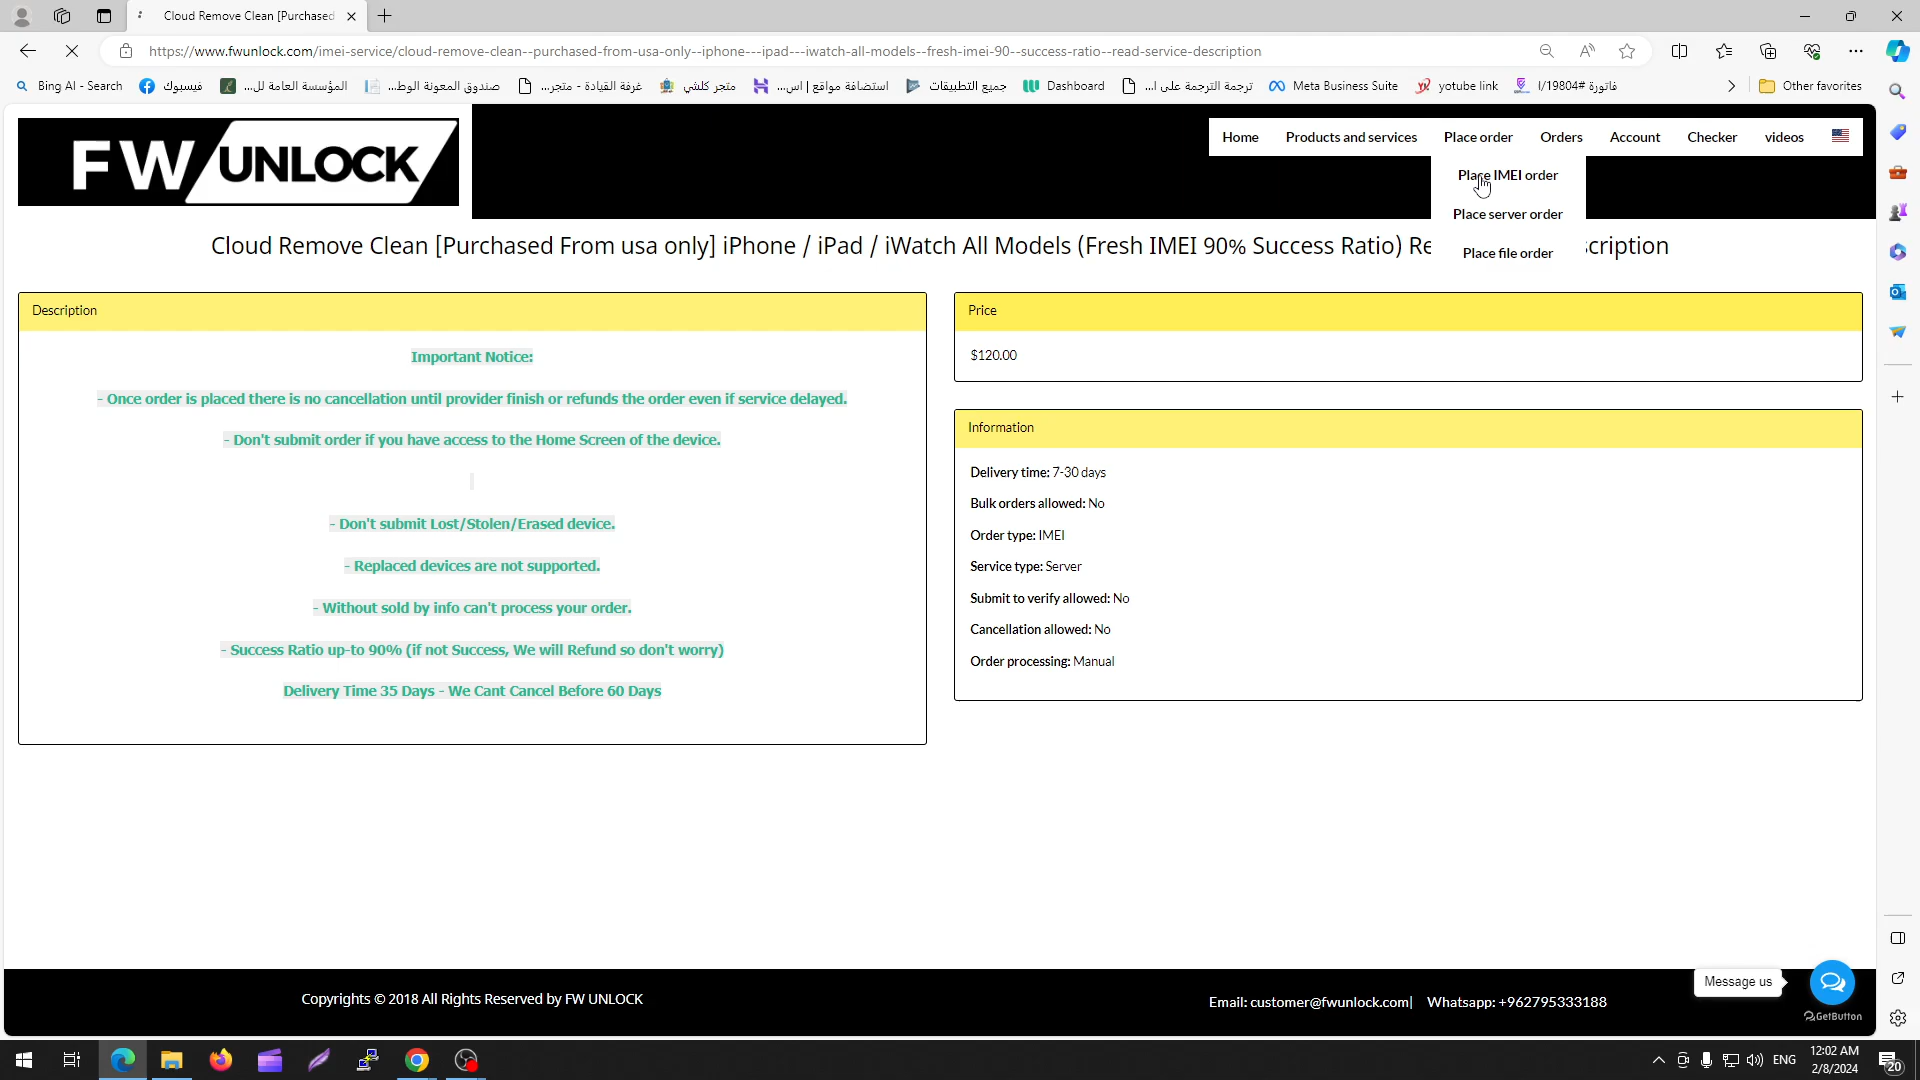 Cloud Remove Clean [Purchased
https://www.fwunlock.com/imei-service/cloud-remove-clean--purchased-from-usa-only--iphone---ipad---iwatch-all-models--fresh-imei-90--success-ratio--read-service-description
Bing AI - Search
فيسبوك
المؤسسة العامة لل...
صندوق المعونة الوط...
غرفة القيادة - متجر...
متجر كلشي
استضافة مواقع | اس...
جميع التطبيقات
Dashboard
ترجمة الترجمة على ا...
Meta Business Suite
yotube link
فاتورة #19804/ا
Other favorites
FW UNLOCK
Home
Products and services
Place order
Orders
Account
Checker
videos
Place IMEI order
Place server order
Place file order
Cloud Remove Clean [Purchased From usa only] iPhone / iPad / iWatch All Models (Fresh IMEI 90% Success Ratio) Re
scription
Description
Important Notice:
- Once order is placed there is no cancellation until provider finish or refunds the order even if service delayed.
- Don't submit order if you have access to the Home Screen of the device.
- Don't submit Lost/Stolen/Erased device.
- Replaced devices are not supported.
- Without sold by info can't process your order.
- Success Ratio up-to 90% (if not Success, We will Refund so don't worry)
Delivery Time 35 Days - We Cant Cancel Before 60 Days
Price
$120.00
Information
Delivery time: 7-30 days
Bulk orders allowed: No
Order type: IMEI
Service type: Server
Submit to verify allowed: No
Cancellation allowed: No
Order processing: Manual
Message us
GetButton
Copyrights © 2018 All Rights Reserved by FW UNLOCK
Email: customer@fwunlock.com|
Whatsapp: +962795333188
ENG
12:02 AM
2/8/2024
20